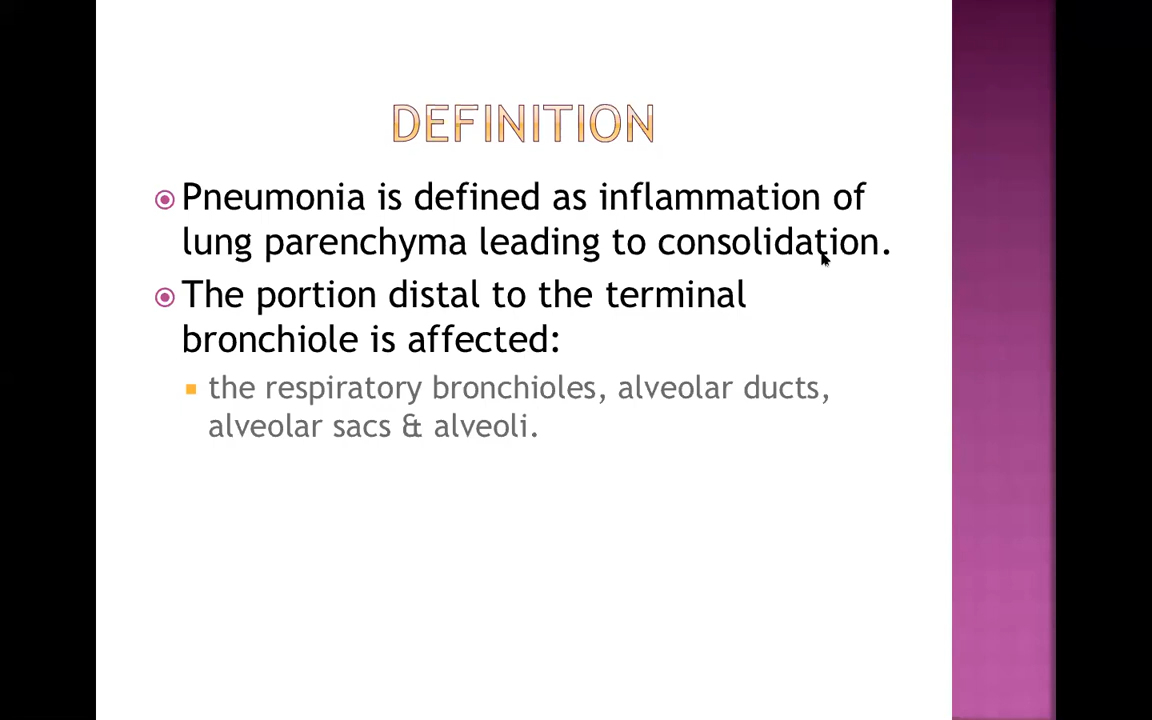 DEFINITION
Pneumonia is defined as inflammation of
lung parenchyma leading to consolidation.
The portion distal to the terminal
bronchiole is affected:
the respiratory bronchioles, alveolar ducts,
alveolar sacs & alveoli.